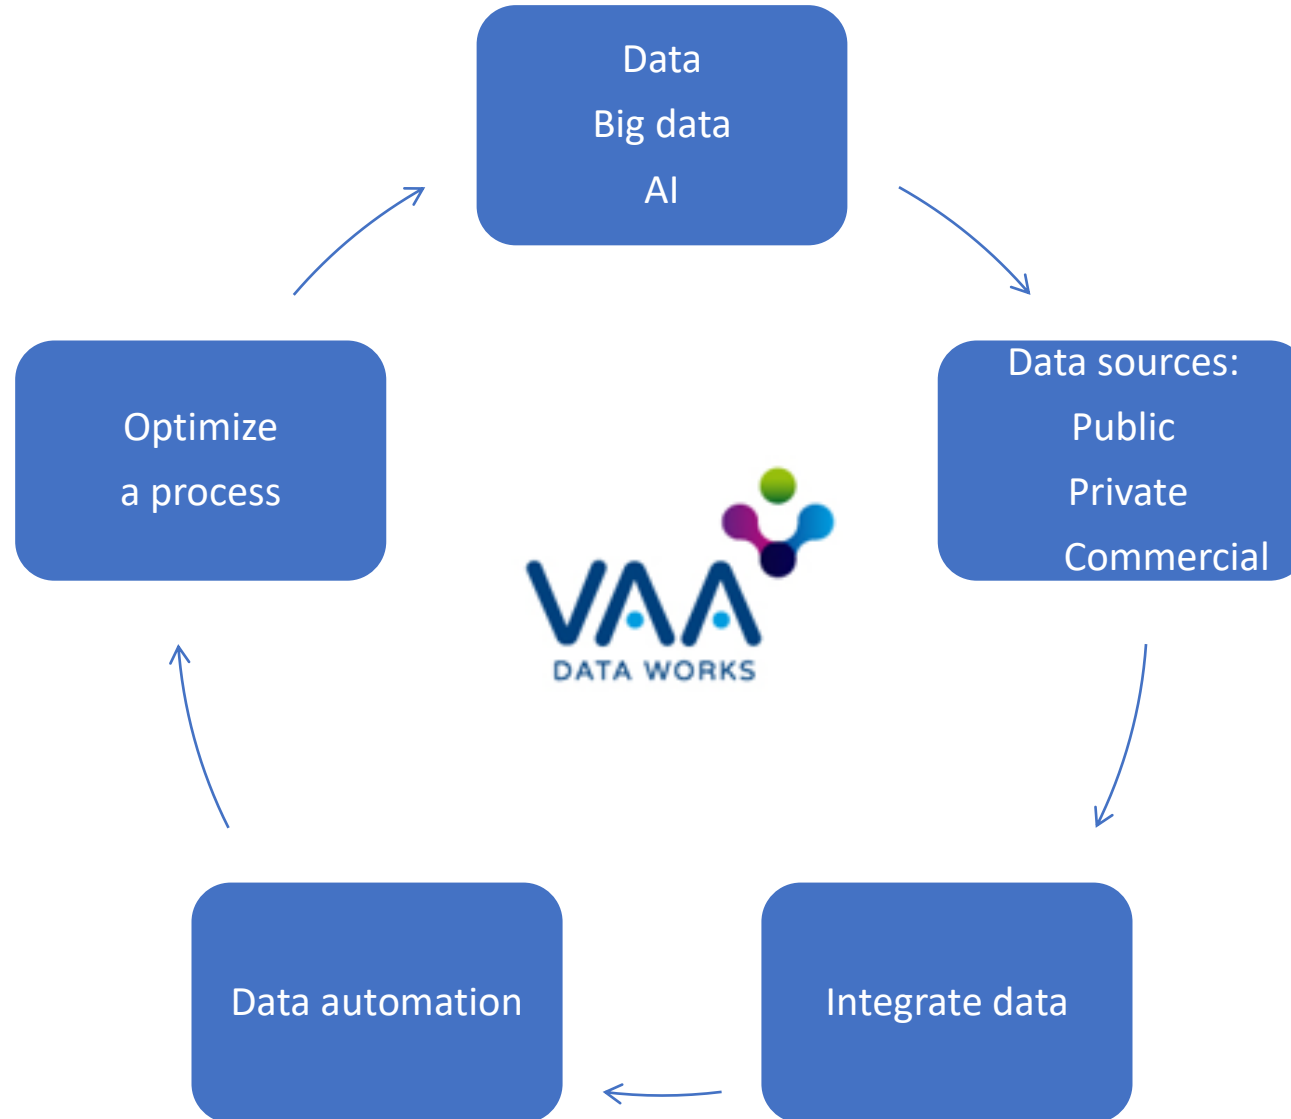 Data
Big data
AI
Data sources:
Public
Private
Commercial
Integrate data
Data automation
Optimize
a process
VAA
DATA WORKS